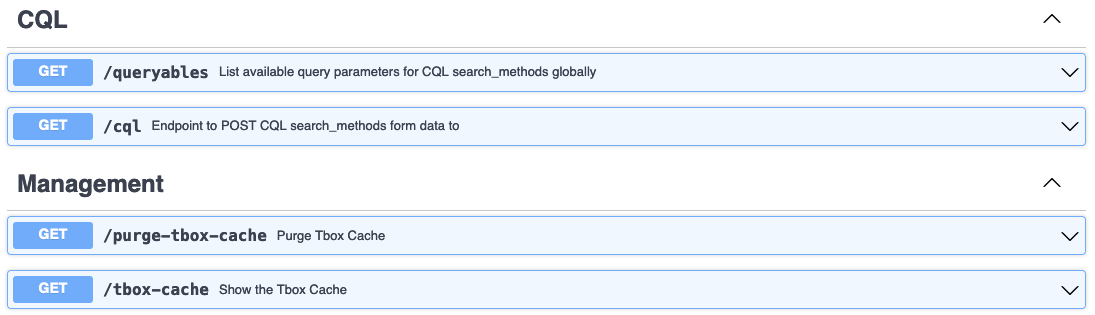 CQL
GET /queryables List available query parameters for CQL search_methods globally
GET /cql Endpoint to POST CQL search_methods form data to
Management
GET /purge-tbox-cache Purge Tbox Cache
GET /tbox-cache Show the Tbox Cache